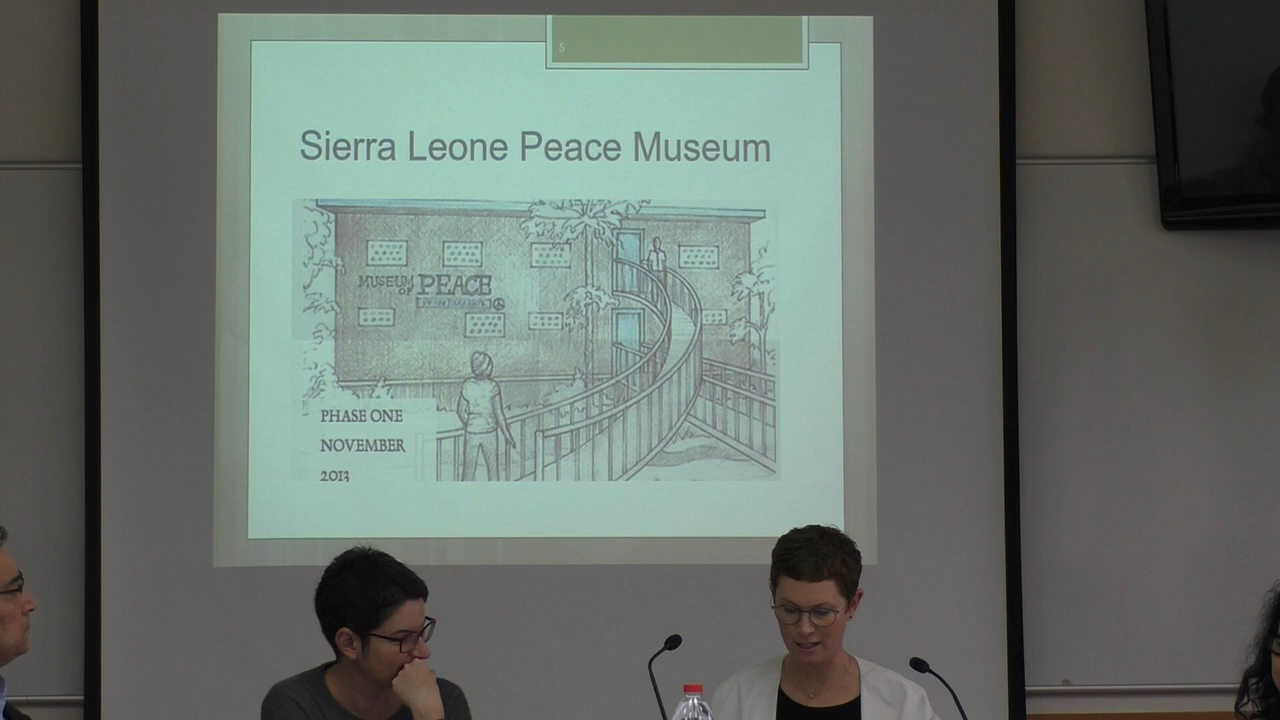 5
Sierra Leone Peace Museum
MUSEUM
OF PEACE
PHASE ONE
NOVEMBER
2013